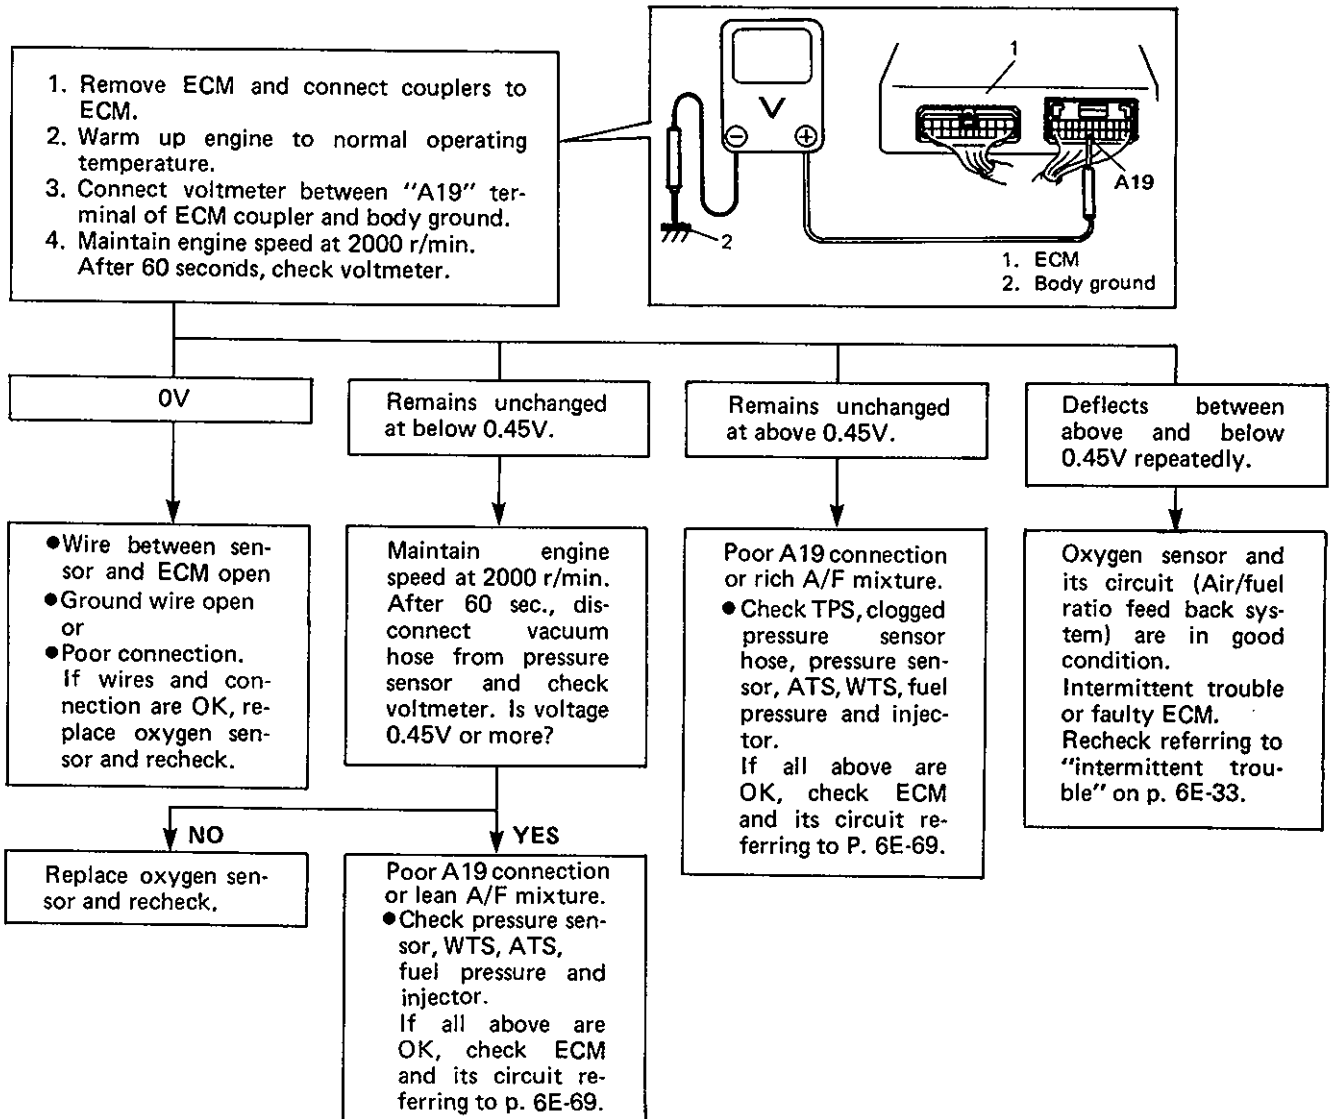 1. Remove ECM and connect couplers to
ECM.
2. Warm up engine to normal operating
temperature.
3. Connect voltmeter between "A19" ter-
minal of ECM coupler and body ground.
4. Maintain engine speed at 2000 r/min.
After 60 seconds, check voltmeter.
V
1
A19
2
1. ECM
2. Body ground
0V
Remains unchanged
at below 0.45V.
Remains unchanged
at above 0.45V.
Deflects between
above and below
0.45V repeatedly.
●Wire between sen-
sor and ECM open
●Ground wire open
or
●Poor connection.
If wires and con-
nection are OK, re-
place oxygen sen-
sor and recheck.
Maintain engine
speed at 2000 r/min.
After 60 sec., dis-
connect vacuum
hose from pressure
sensor and check
voltmeter. Is voltage
0.45V or more?
Poor A19 connection
or rich A/F mixture.
●Check TPS, clogged
pressure sensor
hose, pressure sen-
sor, ATS, WTS, fuel
pressure and injec-
tor.
If all above are
OK, check ECM
and its circuit re-
ferring to P. 6E-69.
Oxygen sensor and
its circuit (Air/fuel
ratio feed back sys-
tem) are in good
condition.
Intermittent trouble
or faulty ECM.
Recheck referring to
"intermittent trou-
ble" on p. 6E-33.
NO
YES
Replace oxygen sen-
sor and recheck.
Poor A19 connection
or lean A/F mixture.
●Check pressure sen-
sor, WTS, ATS,
fuel pressure and
injector.
If all above are
OK, check ECM
and its circuit re-
ferring to p. 6E-69.